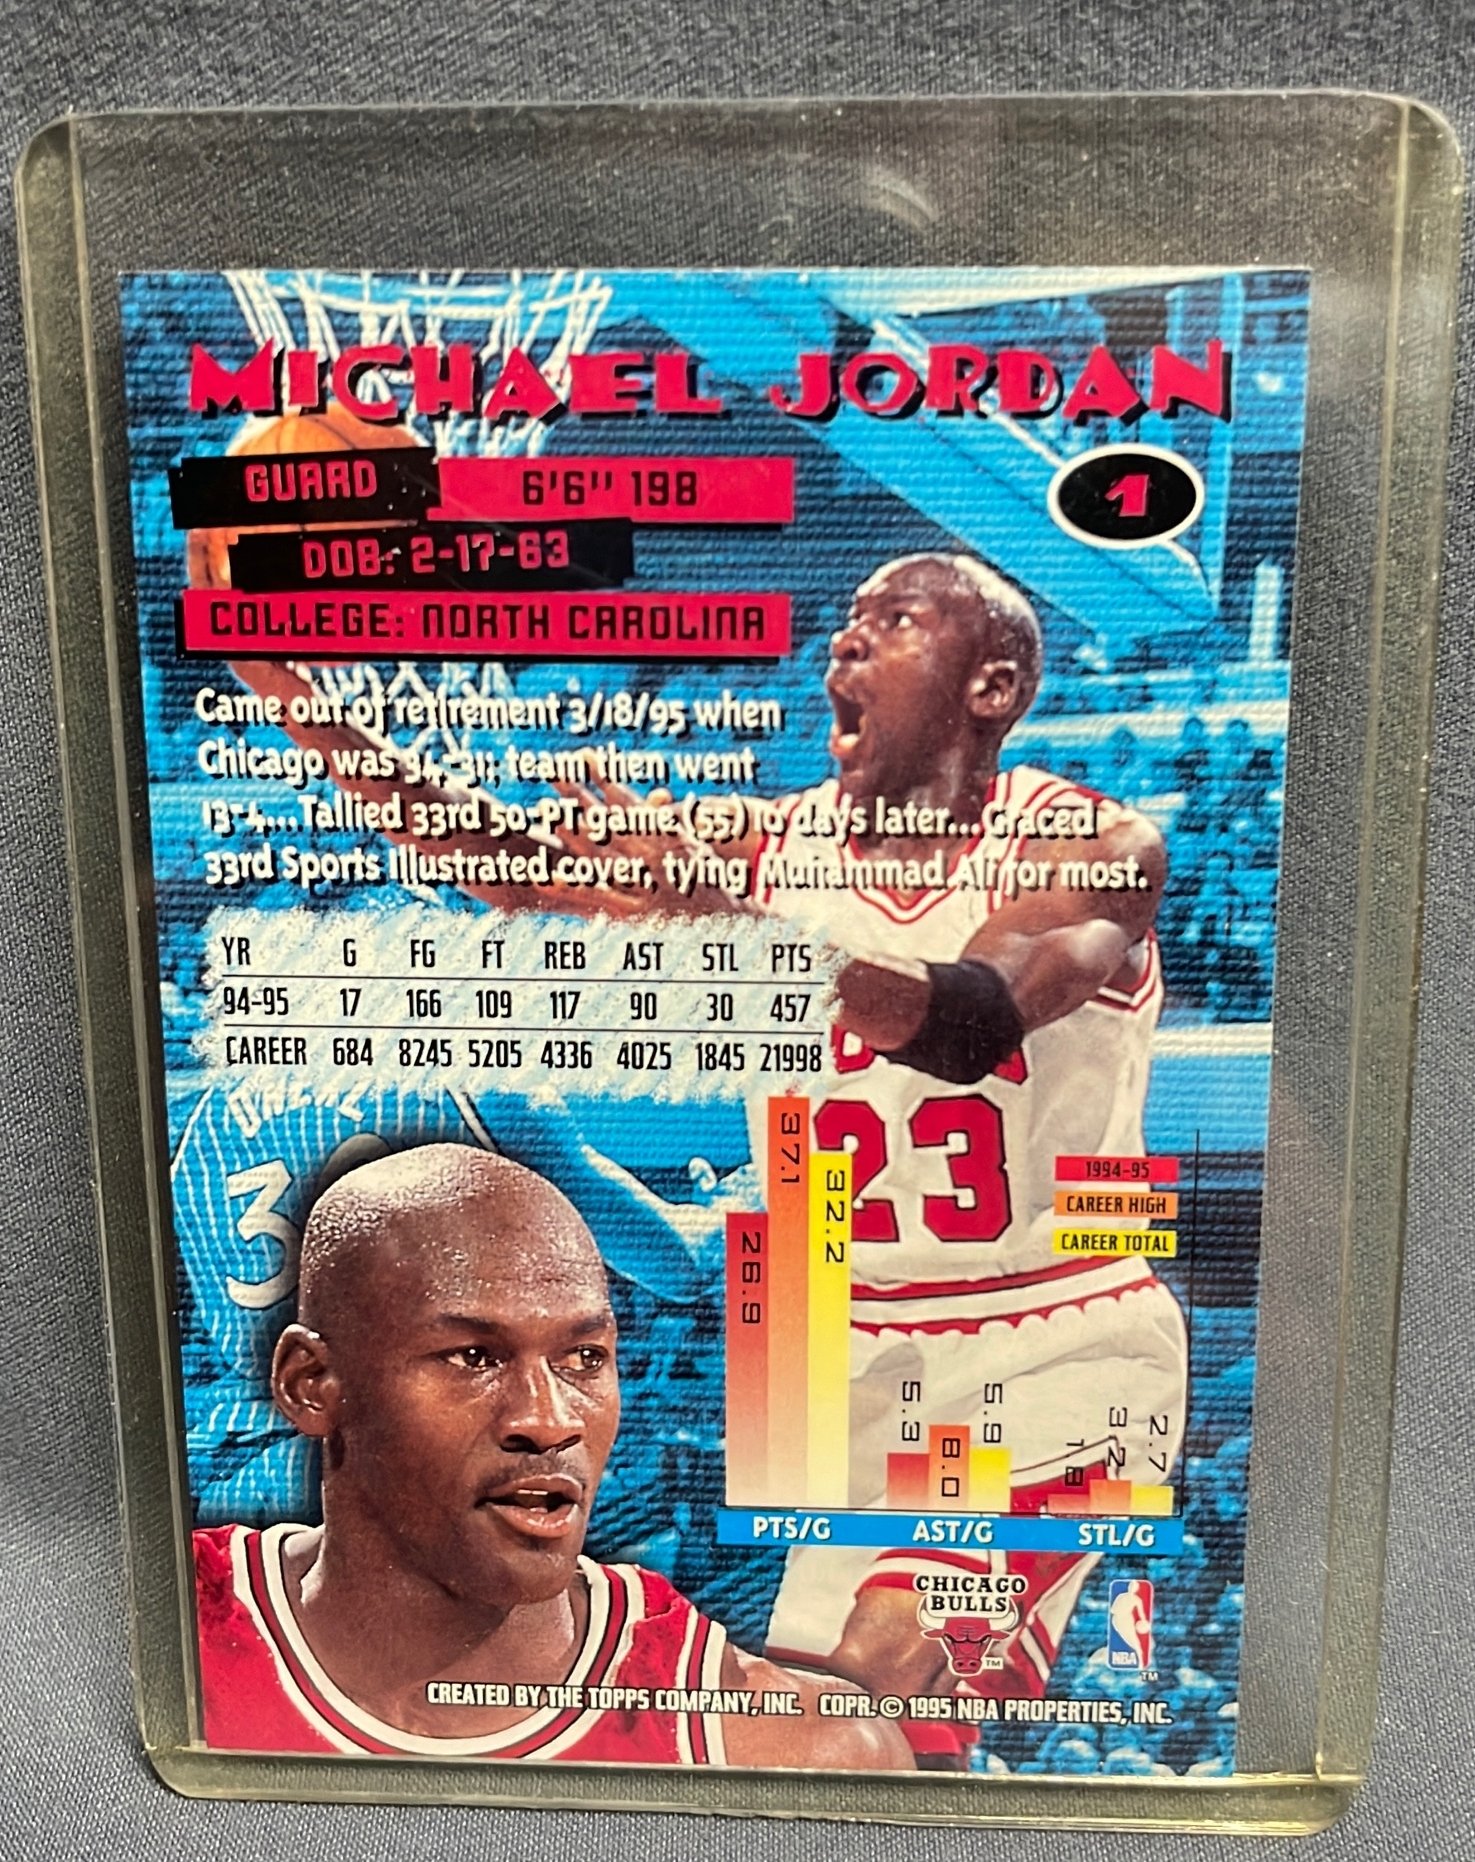 MICHAEL JORDAN
1
GUARD 6'6" 198
DOB: 2-17-63
COLLEGE: NORTH CAROLINA
Came out of retirement 3/18/95 when
Chicago was 34-31; team then went
13-4...Tallied 33rd 50-PT game (55) 10 days later...Graced
33rd Sports Illustrated cover, tying Muhammad Ali for most.
YR G FG FT REB AST STL PTS
94-95 17 166 109 117 90 30 457
CAREER 684 8245 5205 4336 4025 1845 21998
23
3
1994-95
CAREER HIGH
CAREER TOTAL
26.9 37.1 32.2
5.3 8.0 5.9
1.8 3.2 2.7
PTS/G AST/G STL/G
CHICAGO
BULLS
TM
NBA
TM
CREATED BY THE TOPPS COMPANY, INC. COPR. © 1995 NBA PROPERTIES, INC.